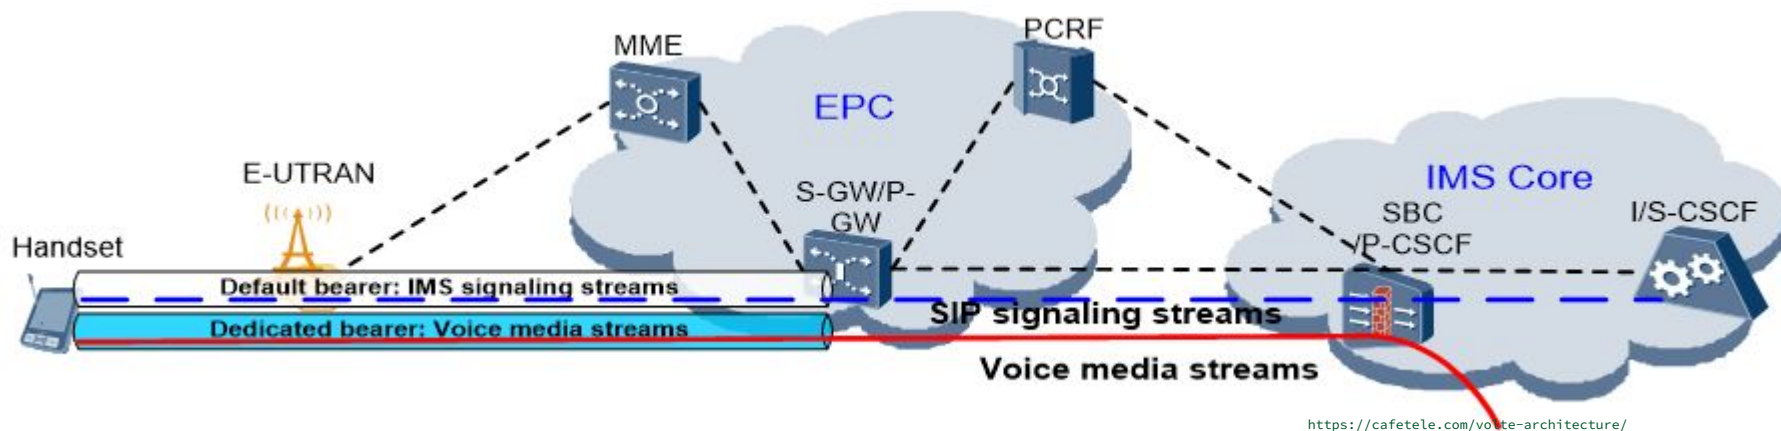 MME
PCRF
EPC
E-UTRAN
S-GW/P-
GW
IMS Core
SBC
/P-CSCF
I/S-CSCF
Handset
Default bearer: IMS signaling streams
SIP signaling streams
Dedicated bearer: Voice media streams
Voice media streams
https://cafetele.com/volte-architecture/